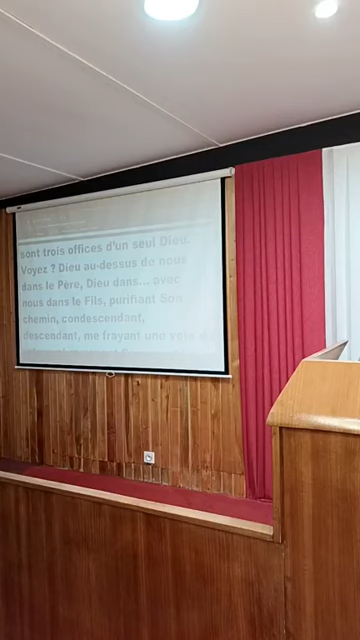 sont trois offices d'un seul Dieu.
Voyez ? Dieu au-dessus de nous
dans le Père, Dieu dans... avec
nous dans le Fils, purifiant Son
chemin, condescendant,
descendant, me frayant une voie